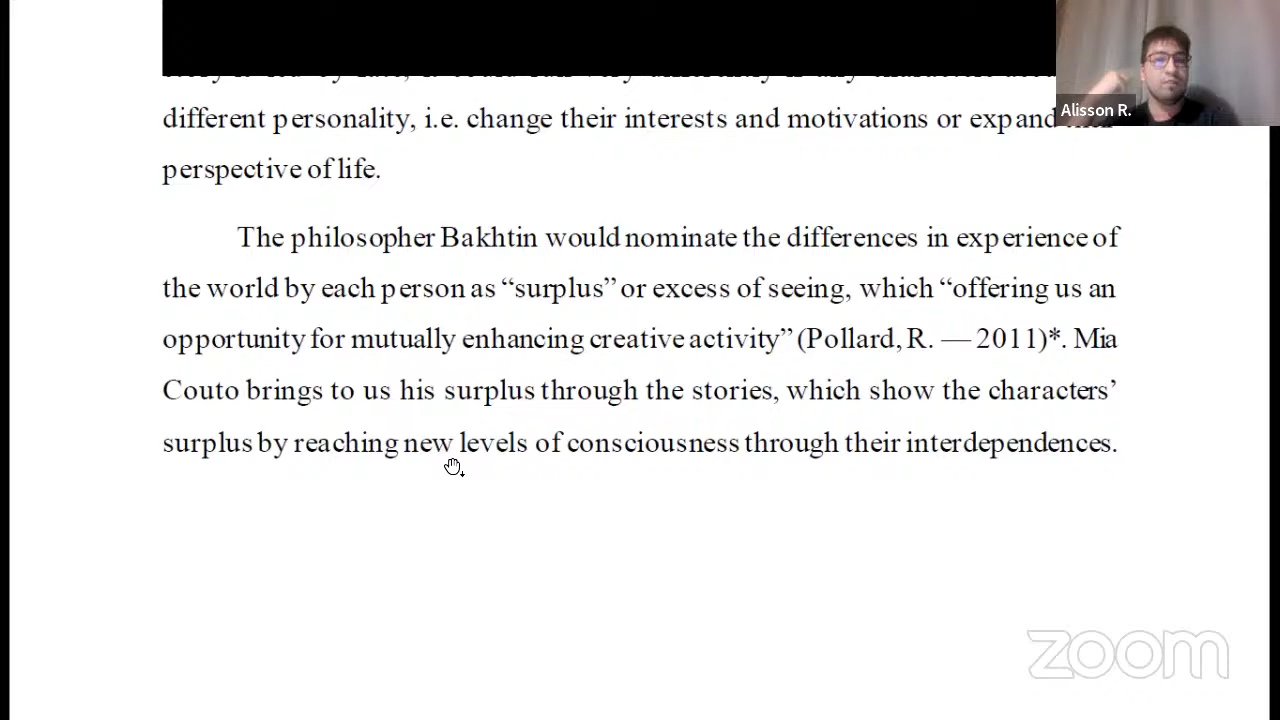 different personality, i.e. change their interests and motivations or expand their
perspective of life.
The philosopher Bakhtin would nominate the differences in experience of
the world by each person as “surplus” or excess of seeing, which “offering us an
opportunity for mutually enhancing creative activity” (Pollard, R. — 2011)*. Mia
Couto brings to us his surplus through the stories, which show the characters’
surplus by reaching new levels of consciousness through their interdependences.
Alisson R.
zoom